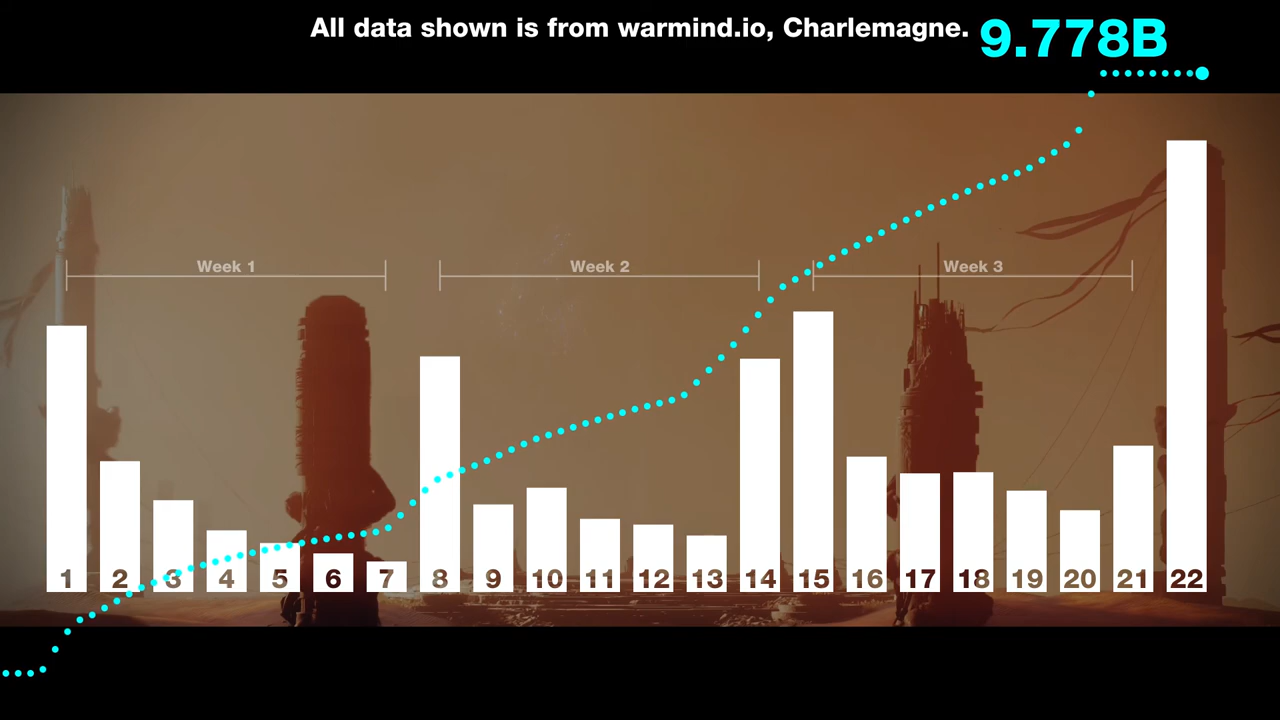 All data shown is from warmind.io, Charlemagne. 9.778B
Week 1 Week 2 Week 3
1 2 3 4 5 6 7 8 9 10 11 12 13 14 15 16 17 18 19 20 21 22